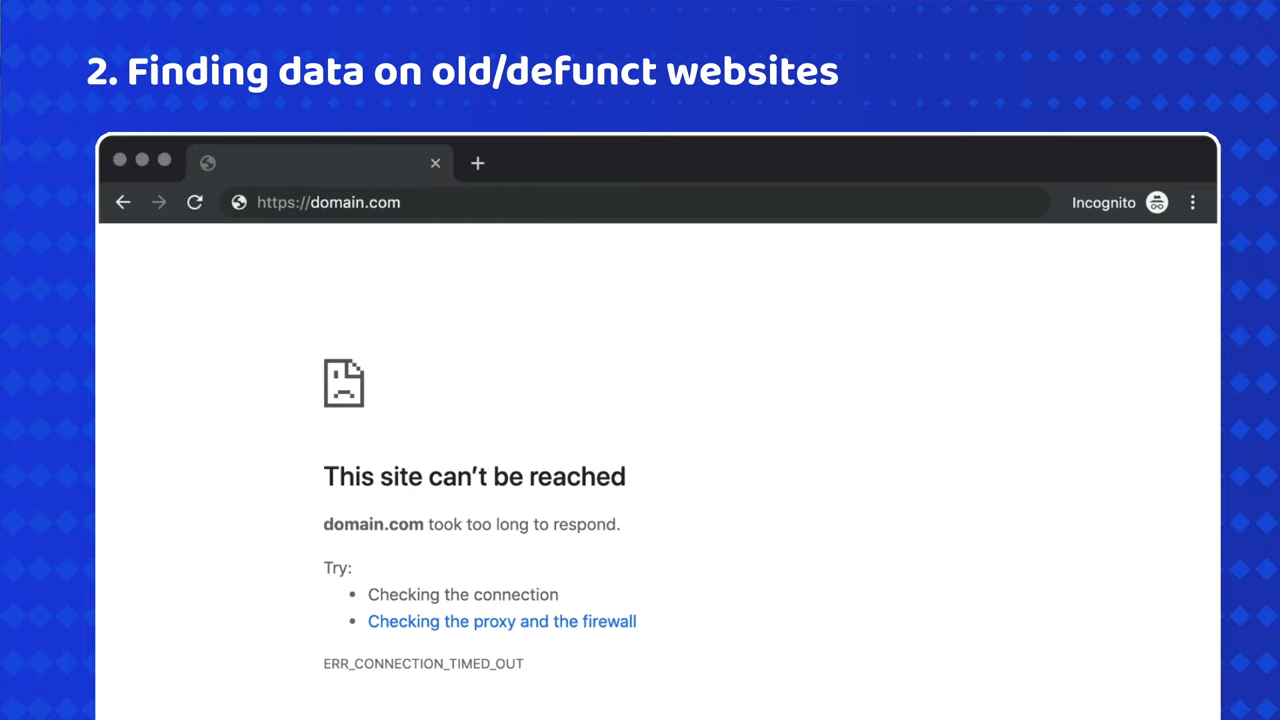 2. Finding data on old/defunct websites
https://domain.com
Incognito
This site can't be reached
domain.com took too long to respond.
Try:
• Checking the connection
• Checking the proxy and the firewall
ERR_CONNECTION_TIMED_OUT